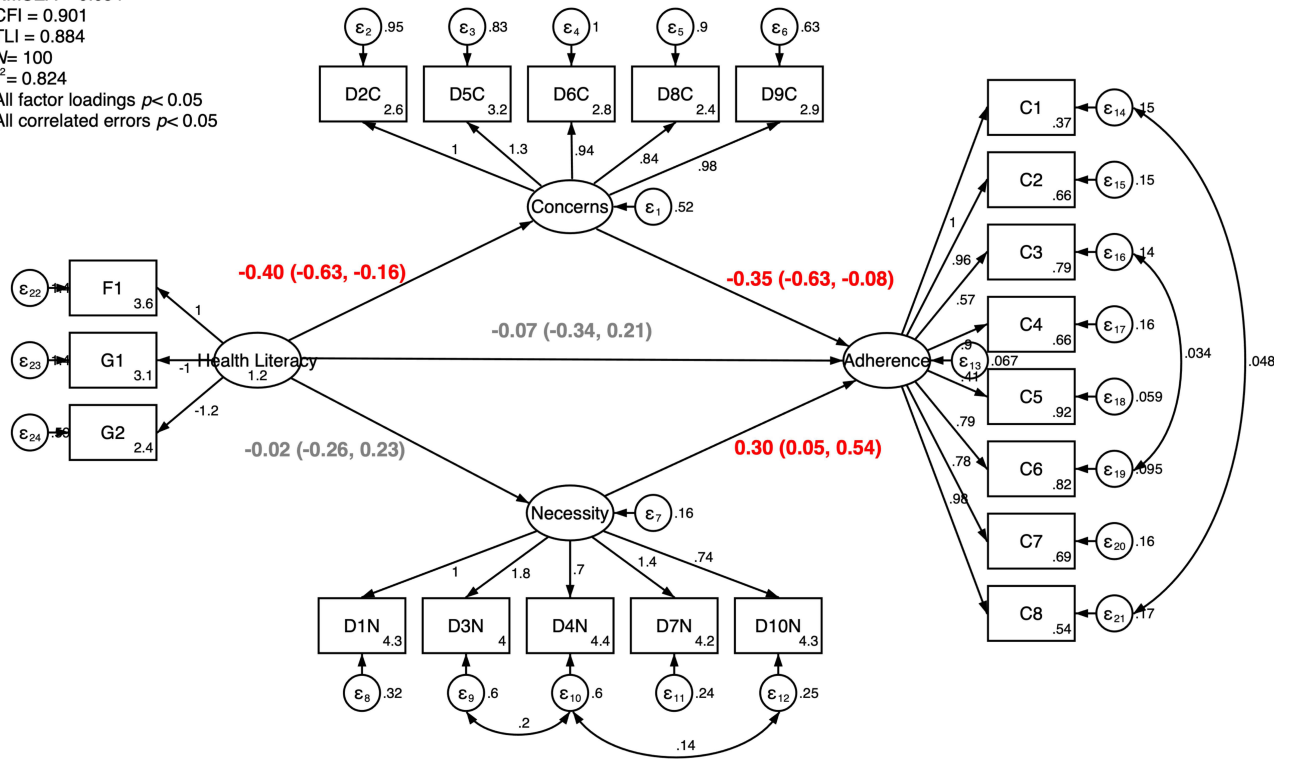 CFI = 0.901
TLI = 0.884
N= 100
²= 0.824
All factor loadings p< 0.05
All correlated errors p< 0.05
ε2 .95
ε3 .83
ε4 1
ε5 .9
ε6 .63
D2C 2.6
D5C 3.2
D6C 2.8
D8C 2.4
D9C 2.9
1
1.3
.94
.84
.98
Concerns
ε1 .52
-0.40 (-0.63, -0.16)
-0.35 (-0.63, -0.08)
-0.07 (-0.34, 0.21)
-0.02 (-0.26, 0.23)
0.30 (0.05, 0.54)
ε22
F1 3.6
1
ε23
G1 3.1
-1
ε24
G2 2.4
-1.2
Health Literacy
1.2
Adherence
ε13 .067
Necessity
ε7 .16
1
1.8
.7
1.4
.74
D1N 4.3
D3N 4
D4N 4.4
D7N 4.2
D10N 4.3
ε8 .32
ε9 .6
ε10 .6
ε11 .24
ε12 .25
.2
.14
1
.96
.57
.9
.41
.79
.78
.98
C1 .37
ε14 .15
C2 .66
ε15 .15
C3 .79
ε16 .14
C4 .66
ε17 .16
C5 .92
ε18 .059
C6 .82
ε19 .095
C7 .69
ε20 .16
C8 .54
ε21 .17
.034
.048